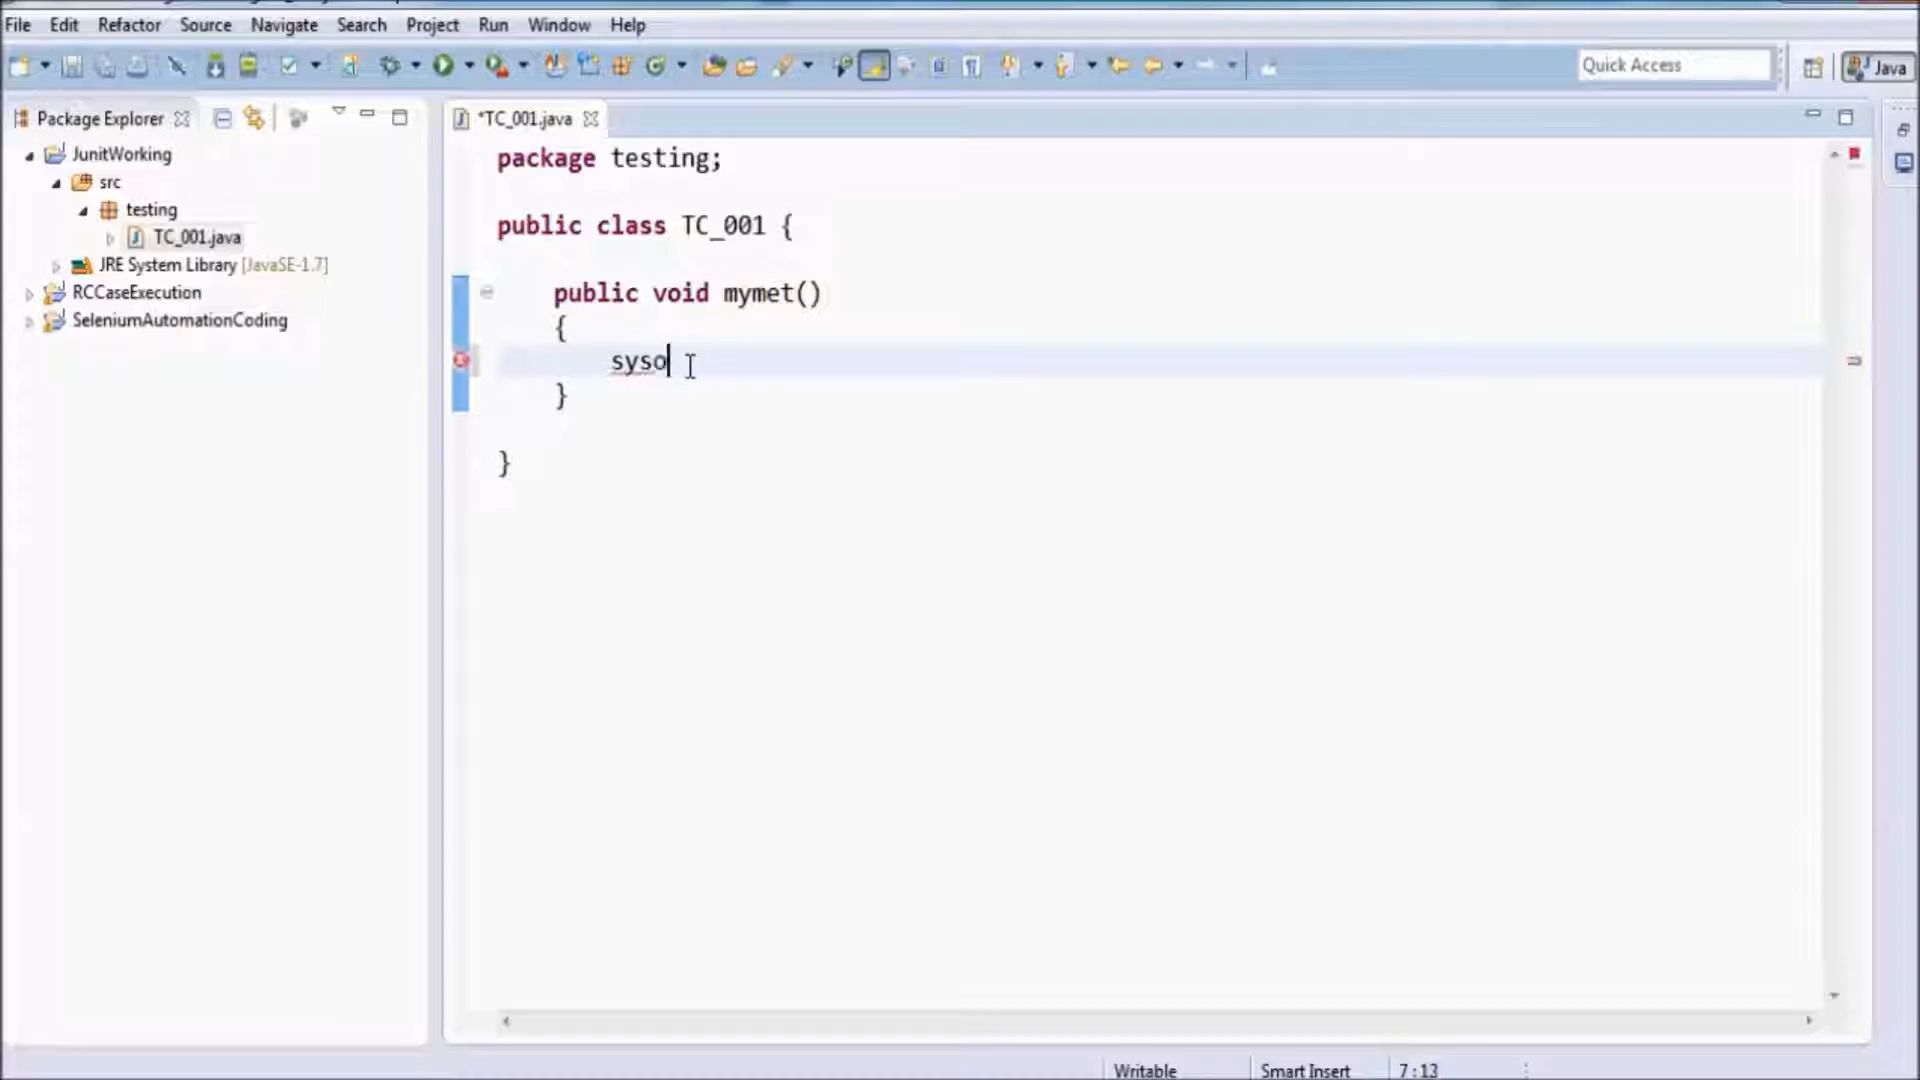 File Edit Refactor Source Navigate Search Project Run Window Help
Quick Access
Java
Package Explorer
*TC_001.java
JunitWorking
src
testing
TC_001.java
JRE System Library [JavaSE-1.7]
RCCaseExecution
SeleniumAutomationCoding
package testing;
public class TC_001 {
public void mymet()
{
syso
}
}
Writable Smart Insert 7:13